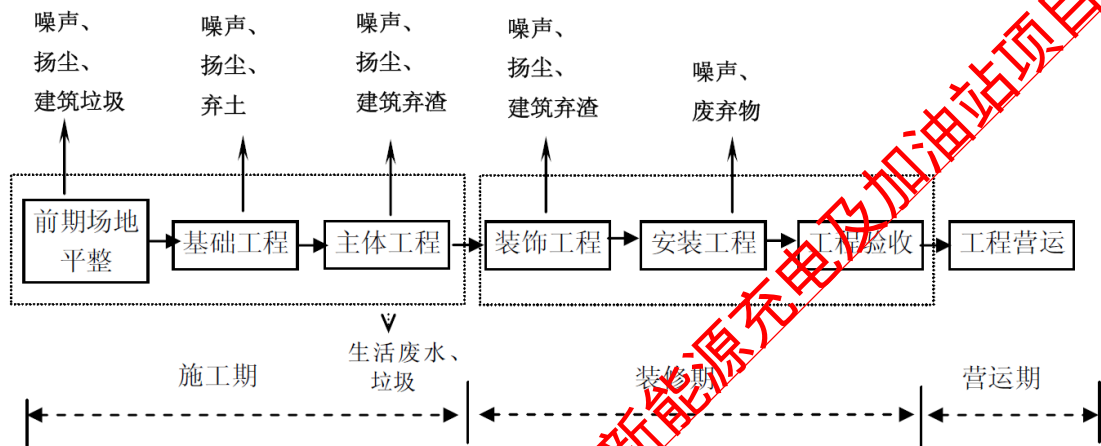 噪声、
扬尘、
建筑垃圾
噪声、
扬尘、
弃土
噪声、
扬尘、
建筑弃渣
噪声、
扬尘、
建筑弃渣
噪声、
废弃物
前期场地
平整
基础工程
主体工程
装饰工程
安装工程
工程验收
工程营运
生活废水、
垃圾
施工期
装修期
营运期
新能源充电及加油站项目